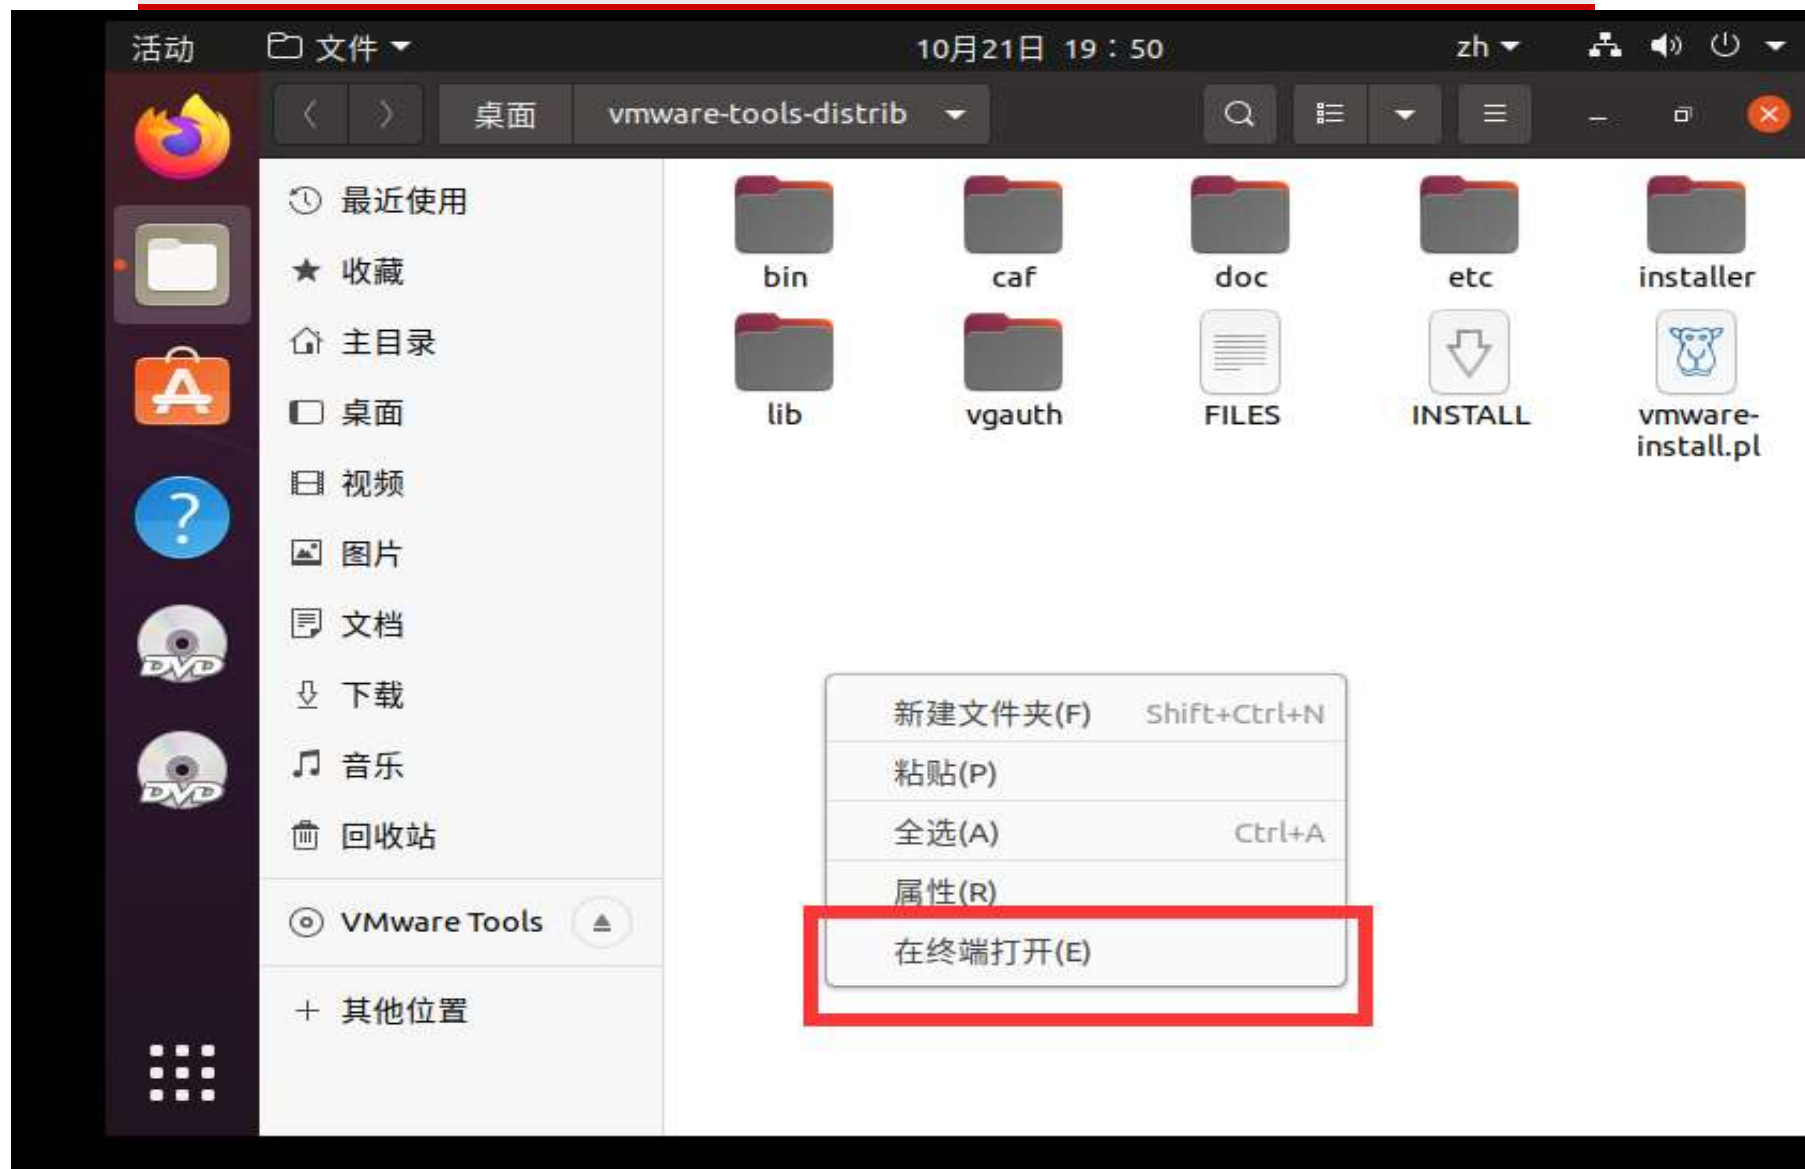 活动 文件 10月21日 19：50 zh
桌面 vmware-tools-distrib
最近使用
收藏
主目录
桌面
视频
图片
文档
下载
音乐
回收站
VMware Tools
其他位置
bin caf doc etc installer
lib vgauth FILES INSTALL vmware-
install.pl
新建文件夹(F) Shift+Ctrl+N
粘贴(P)
全选(A) Ctrl+A
属性(R)
在终端打开(E)
DVD
DVD